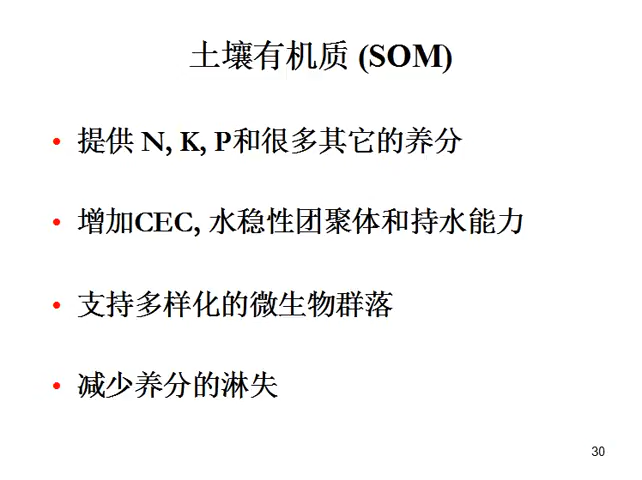 土壤有机质 (SOM)
• 提供 N, K, P和很多其它的养分
• 增加CEC, 水稳性团聚体和持水能力
• 支持多样化的微生物群落
• 减少养分的淋失
30